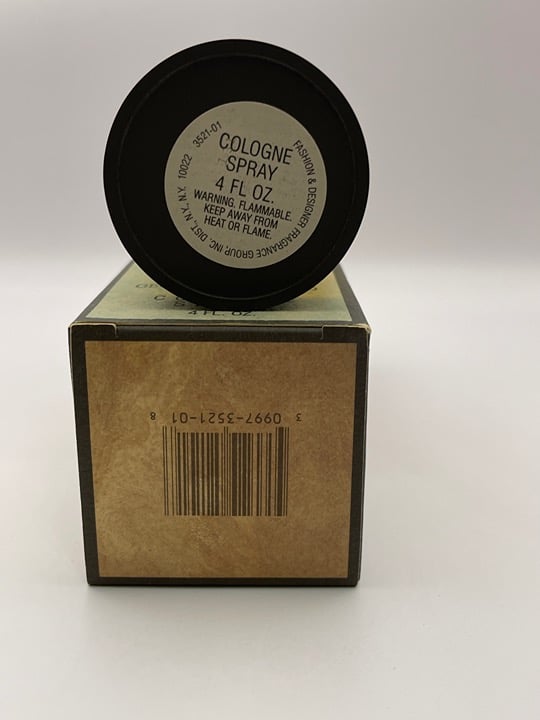 COLOGNE
SPRAY
4 FL OZ.
WARNING. FLAMMABLE.
KEEP AWAY FROM
HEAT OR FLAME.
FASHION & DESIGNER FRAGRANCE GROUP, INC. DIST. N.Y., N.Y. 10022 3521-01
4 FL. OZ.
3 0997-3521-01 8